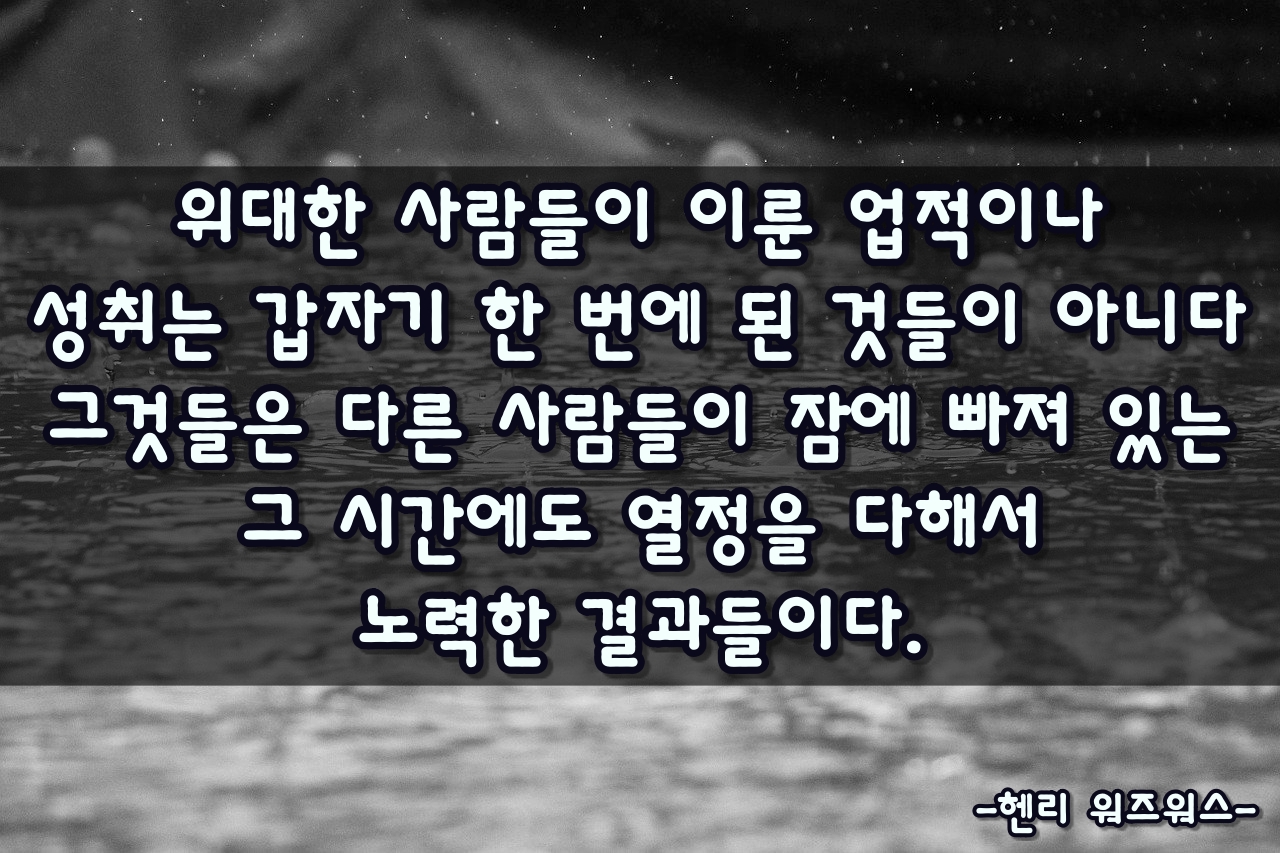 위대한 사람들이 이룬 업적이나
성취는 갑자기 한 번에 된 것들이 아니다
그것들은 다른 사람들이 잠에 빠져 있는
그 시간에도 열정을 다해서
노력한 결과들이다.
-헨리 워즈워스-